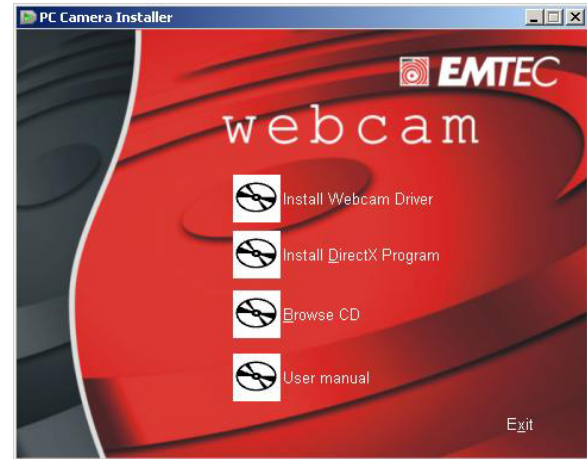 PC Camera Installer
EMTEC
webcam
Install Webcam Driver
Install DirectX Program
Browse CD
User manual
Exit